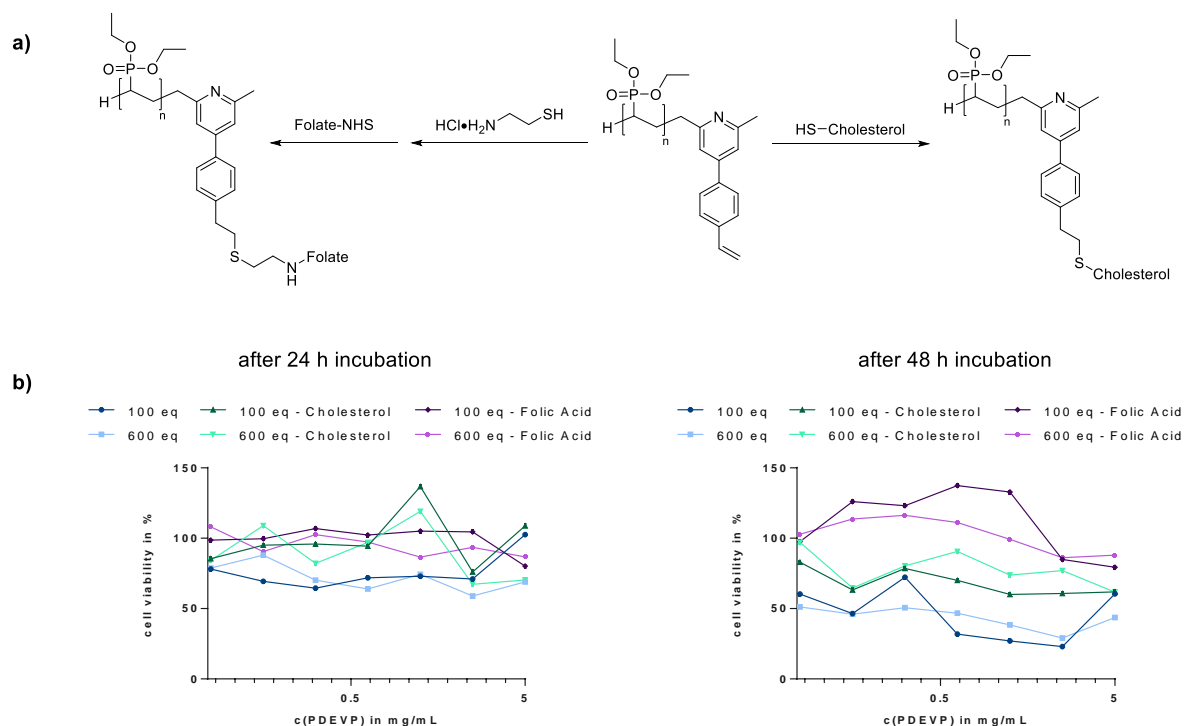 a)
O
O=P-O
H
n
N
Folate-NHS
HCl•H₂N
SH
S
N
H
Folate
O
O=P-O
H
n
N
HS-Cholesterol
O
O=P-O
H
n
N
S
Cholesterol
b)
after 24 h incubation
100 eq
100 eq - Cholesterol
100 eq - Folic Acid
600 eq
600 eq - Cholesterol
600 eq - Folic Acid
cell viability in %
150
100
50
0
0.5
5
c(PDEVP) in mg/mL
after 48 h incubation
100 eq
100 eq - Cholesterol
100 eq - Folic Acid
600 eq
600 eq - Cholesterol
600 eq - Folic Acid
cell viability in %
150
100
50
0
0.5
5
c(PDEVP) in mg/mL